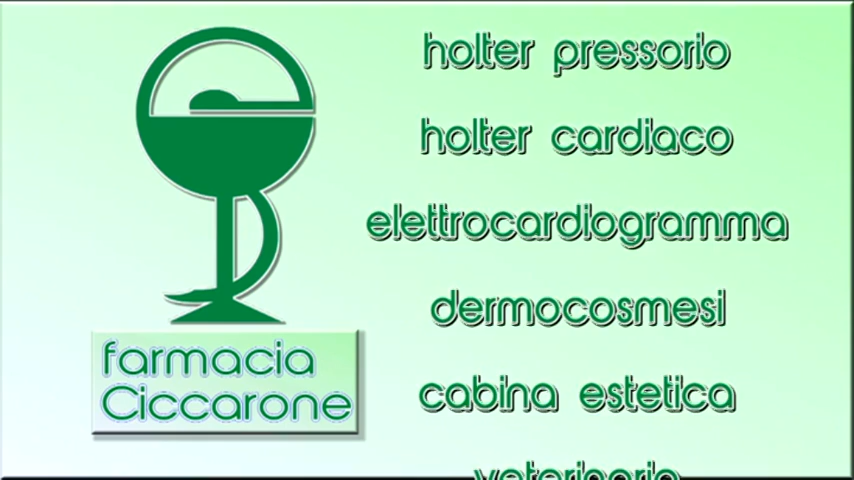 holter pressorio
holter cardiaco
elettrocardiogramma
dermocosmesi
cabina estetica
farmacia
Ciccarone